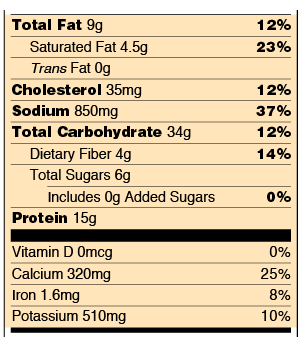 Total Fat 9g 12%
Saturated Fat 4.5g 23%
Trans Fat 0g
Cholesterol 35mg 12%
Sodium 850mg 37%
Total Carbohydrate 34g 12%
Dietary Fiber 4g 14%
Total Sugars 6g
Includes 0g Added Sugars 0%
Protein 15g
Vitamin D 0mcg 0%
Calcium 320mg 25%
Iron 1.6mg 8%
Potassium 510mg 10%